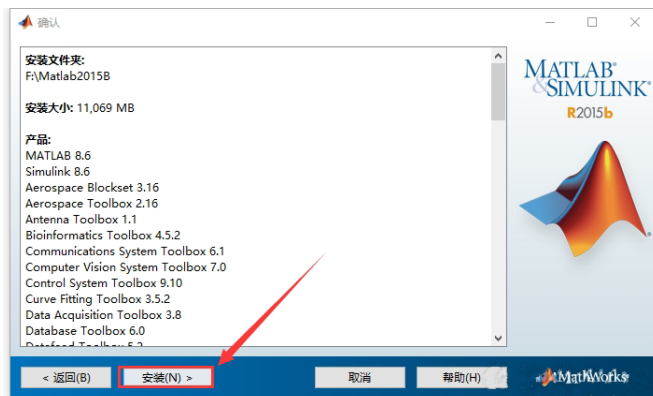 确认
安装文件夹:
F:\Matlab2015B
安装大小: 11,069 MB
产品:
MATLAB 8.6
Simulink 8.6
Aerospace Blockset 3.16
Aerospace Toolbox 2.16
Antenna Toolbox 1.1
Bioinformatics Toolbox 4.5.2
Communications System Toolbox 6.1
Computer Vision System Toolbox 7.0
Control System Toolbox 9.10
Curve Fitting Toolbox 3.5.2
Data Acquisition Toolbox 3.8
Database Toolbox 6.0
Datafeed Toolbox 5.2
MATLAB®
&SIMULINK®
R2015b
< 返回(B)
安装(N) >
取消
帮助(H)
MathWorks®